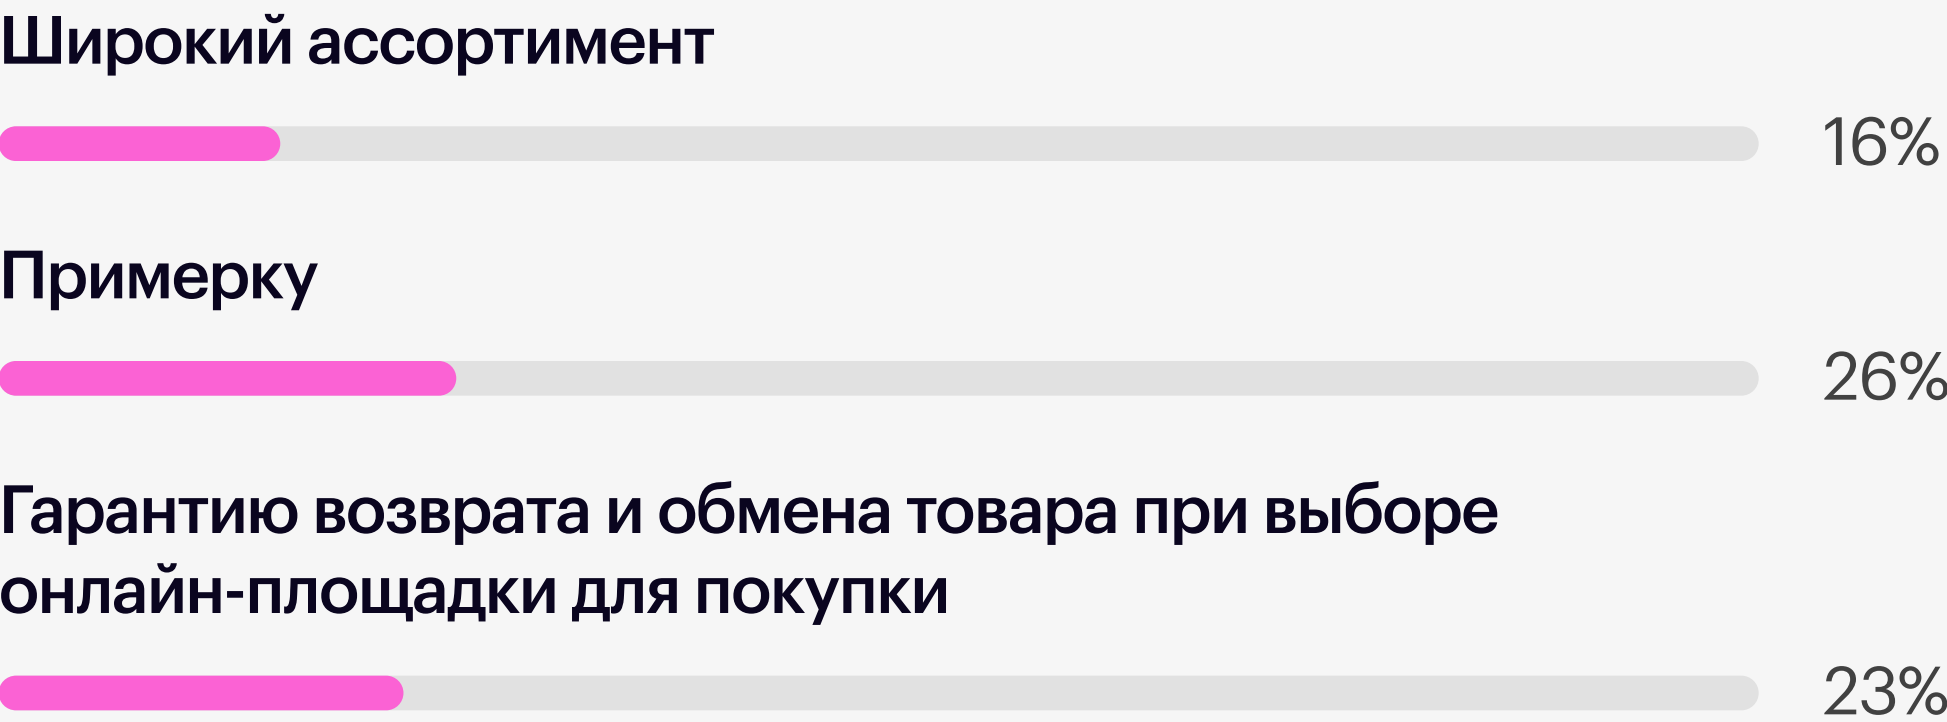 Широкий ассортимент
16%
Примерку
26%
Гарантию возврата и обмена товара при выборе
онлайн-площадки для покупки
23%